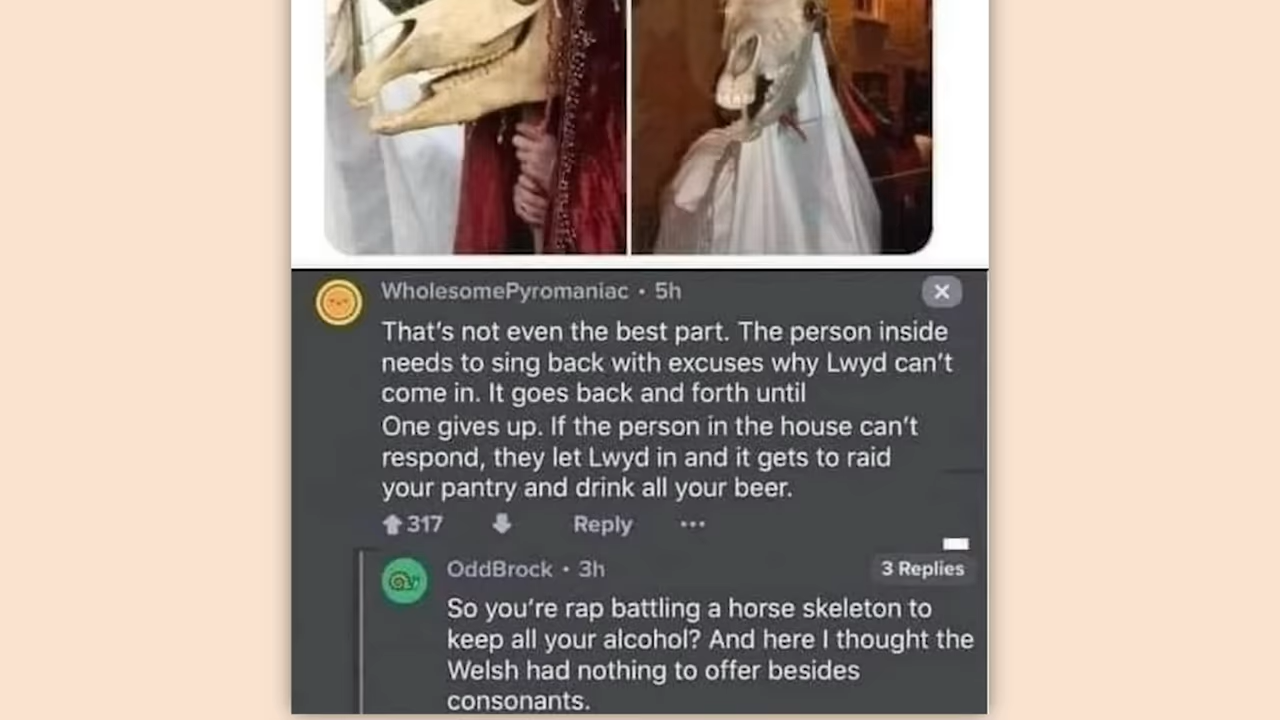 WholesomePyromaniac • 5h
That's not even the best part. The person inside
needs to sing back with excuses why Lwyd can't
come in. It goes back and forth until
One gives up. If the person in the house can't
respond, they let Lwyd in and it gets to raid
your pantry and drink all your beer.
317 Reply •••
OddBrock • 3h 3 Replies
So you're rap battling a horse skeleton to
keep all your alcohol? And here I thought the
Welsh had nothing to offer besides
consonants.